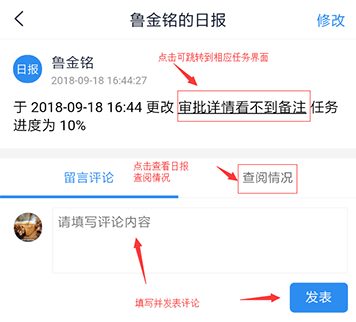 鲁金铭的日报
修改
点击可跳转到相应任务界面
日报
鲁金铭
2018-09-18 16:44:27
于 2018-09-18 16:44 更改 审批详情看不到备注 任务
进度为 10%
点击查看日报
查阅情况
留言评论
查阅情况
请填写评论内容
填写并发表评论
发表